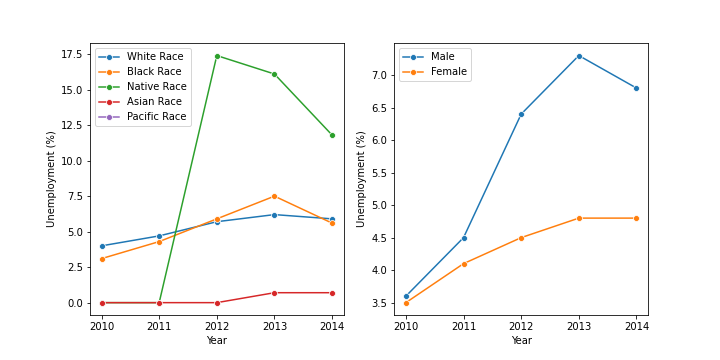 17.5
15.0
12.5
10.0
7.5
5.0
2.5
0.0
Unemployment (%)
White Race
Black Race
Native Race
Asian Race
Pacific Race
2010 2011 2012 2013 2014
Year
7.0
6.5
6.0
5.5
5.0
4.5
4.0
3.5
Unemployment (%)
Male
Female
2010 2011 2012 2013 2014
Year